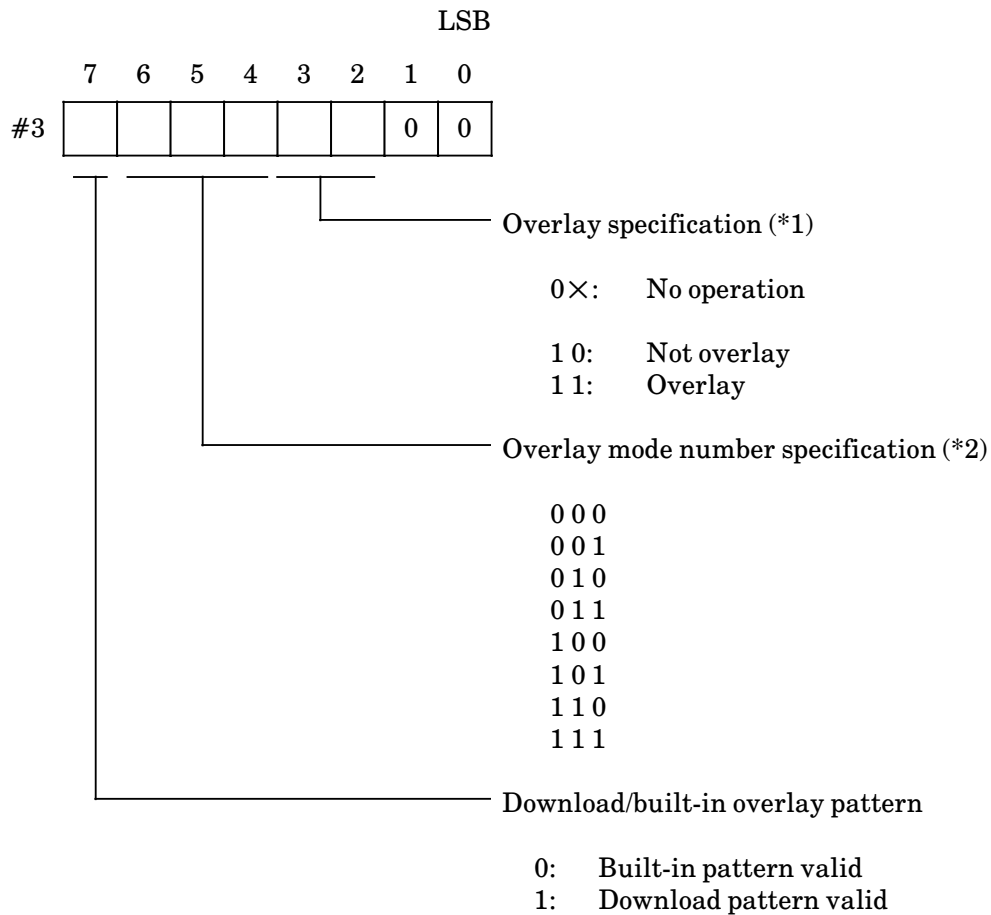 LSB
7 6 5 4 3 2 1 0
#3 0 0
Overlay specification (*1)
0×: No operation
1 0: Not overlay
1 1: Overlay
Overlay mode number specification (*2)
0 0 0
0 0 1
0 1 0
0 1 1
1 0 0
1 0 1
1 1 0
1 1 1
Download/built-in overlay pattern
0: Built-in pattern valid
1: Download pattern valid